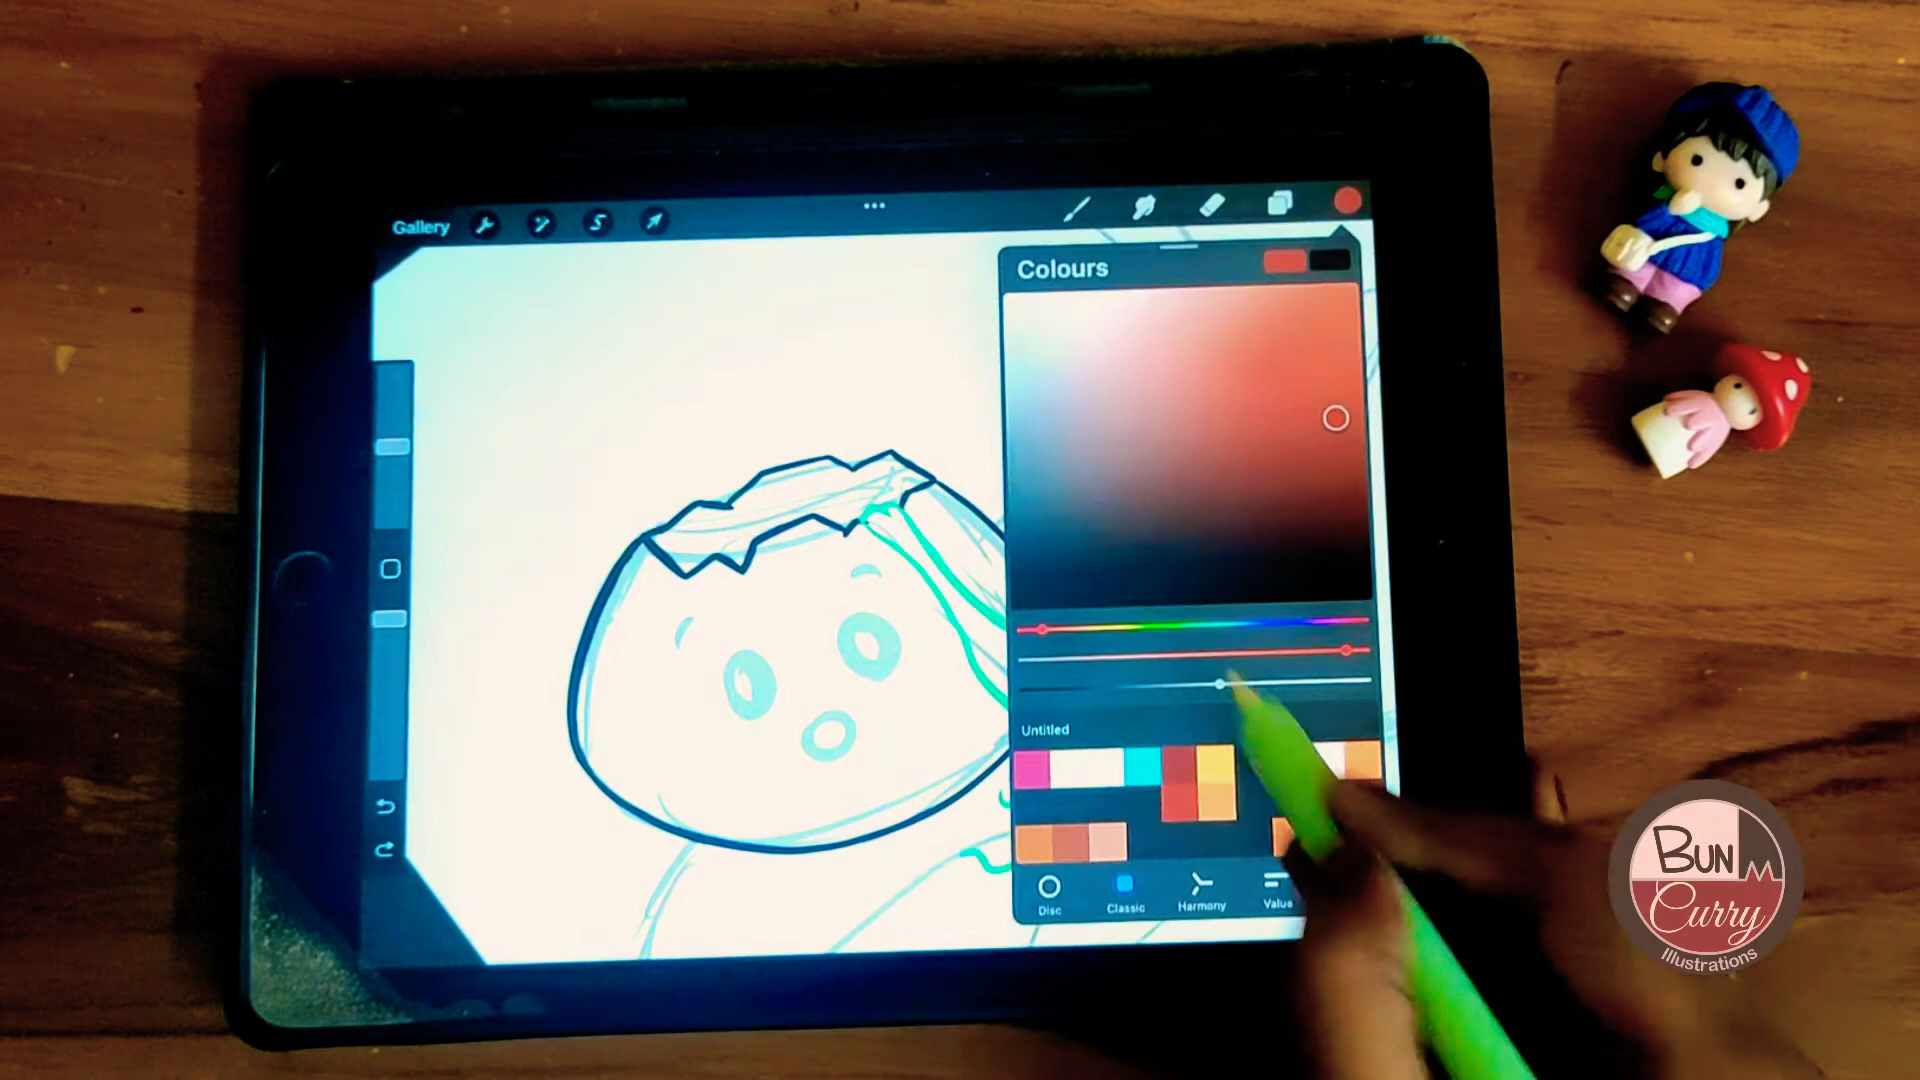 Gallery
Colours
Untitled
Disc
Classic
Harmony
Value
BUN
Curry
Illustrations